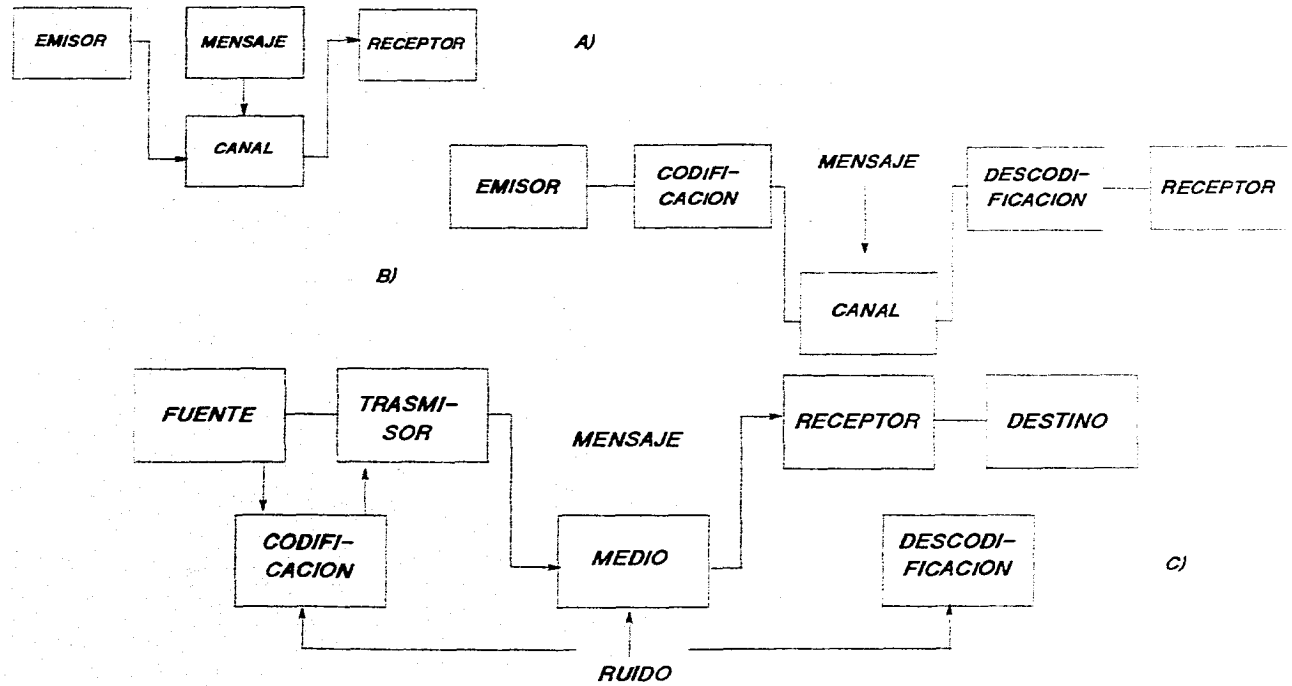 EMISOR
MENSAJE
RECEPTOR
CANAL
A)
EMISOR
CODIFI-
CACION
MENSAJE
DESCODI-
FICACION
RECEPTOR
CANAL
B)
FUENTE
TRASMI-
SOR
MENSAJE
RECEPTOR
DESTINO
CODIFI-
CACION
MEDIO
DESCODI-
FICACION
C)
RUIDO